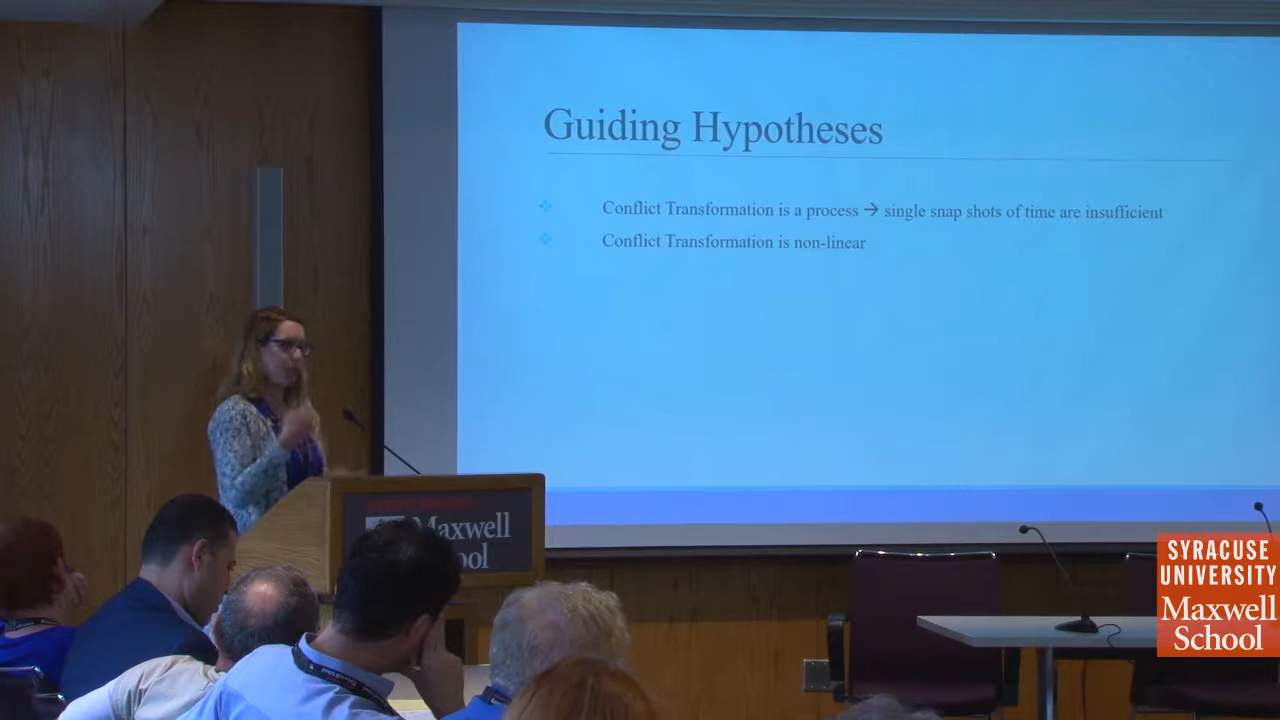 Guiding Hypotheses
Conflict Transformation is a process → single snap shots of time are insufficient
Conflict Transformation is non-linear
Maxwell
ool
SYRACUSE
UNIVERSITY
Maxwell
School